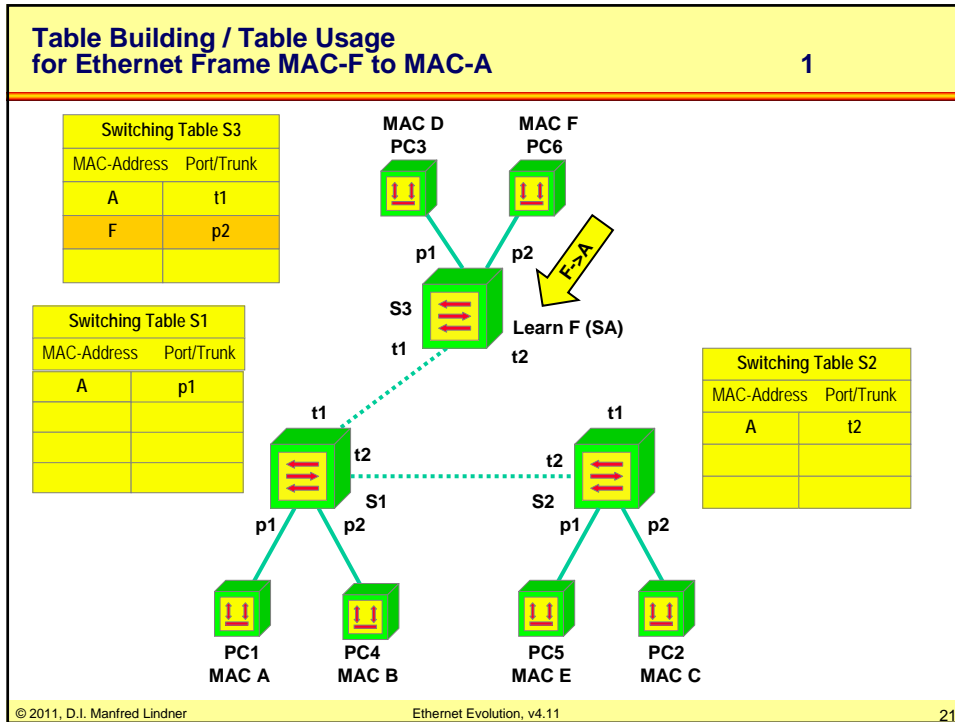 Table Building / Table Usage
for Ethernet Frame MAC-F to MAC-A 1
Switching Table S3
MAC-Address Port/Trunk
A t1
F p2
MAC D
PC3
MAC F
PC6
p1
p2
F->A
S3
Learn F (SA)
t1
t2
Switching Table S1
MAC-Address Port/Trunk
A p1
Switching Table S2
MAC-Address Port/Trunk
A t2
t1
t2
S1
p1
p2
t1
t2
S2
p1
p2
PC1
MAC A
PC4
MAC B
PC5
MAC E
PC2
MAC C
© 2011, D.I. Manfred Lindner Ethernet Evolution, v4.11 21